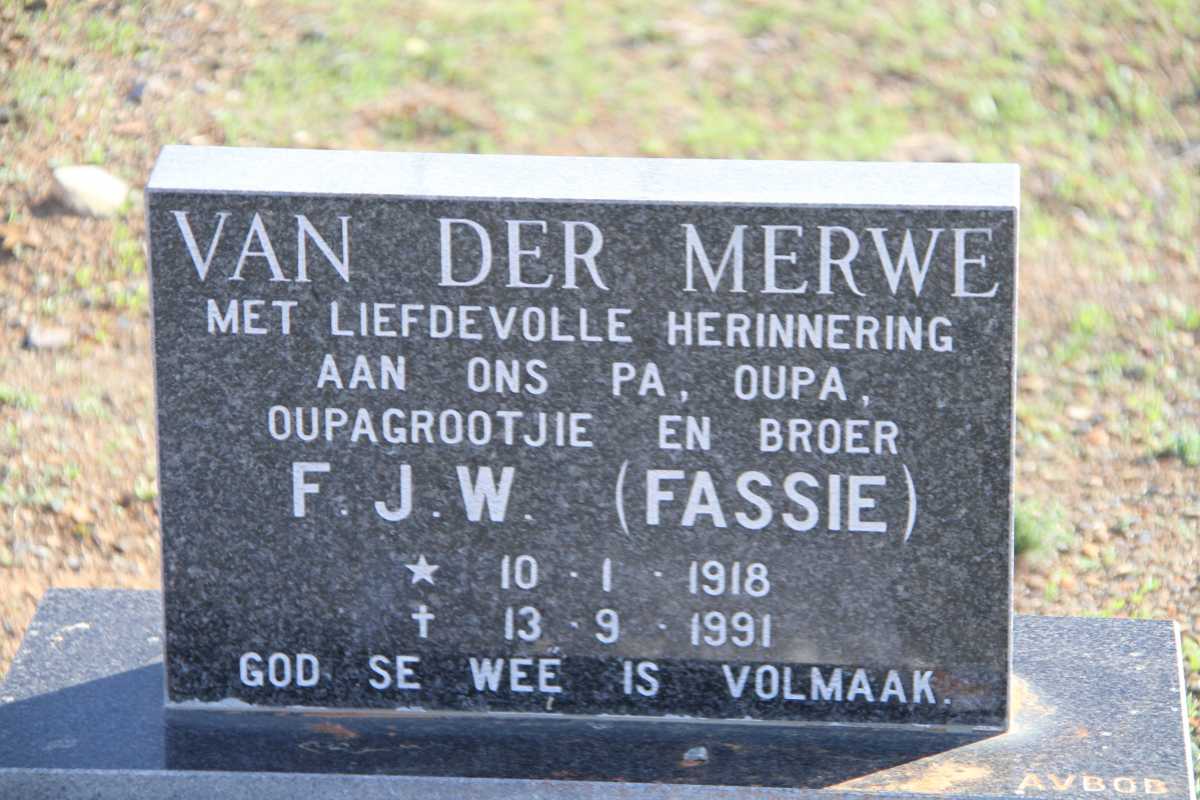 VAN DER MERWE
MET LIEFDEVOLLE HERINNERING
AAN ONS PA, OUPA,
OUPAGROOTJIE EN BROER
F.J.W. (FASSIE)
★ 10 - 1 - 1918
✝ 13 - 9 - 1991
GOD SE WEË IS VOLMAAK.
AVBOB